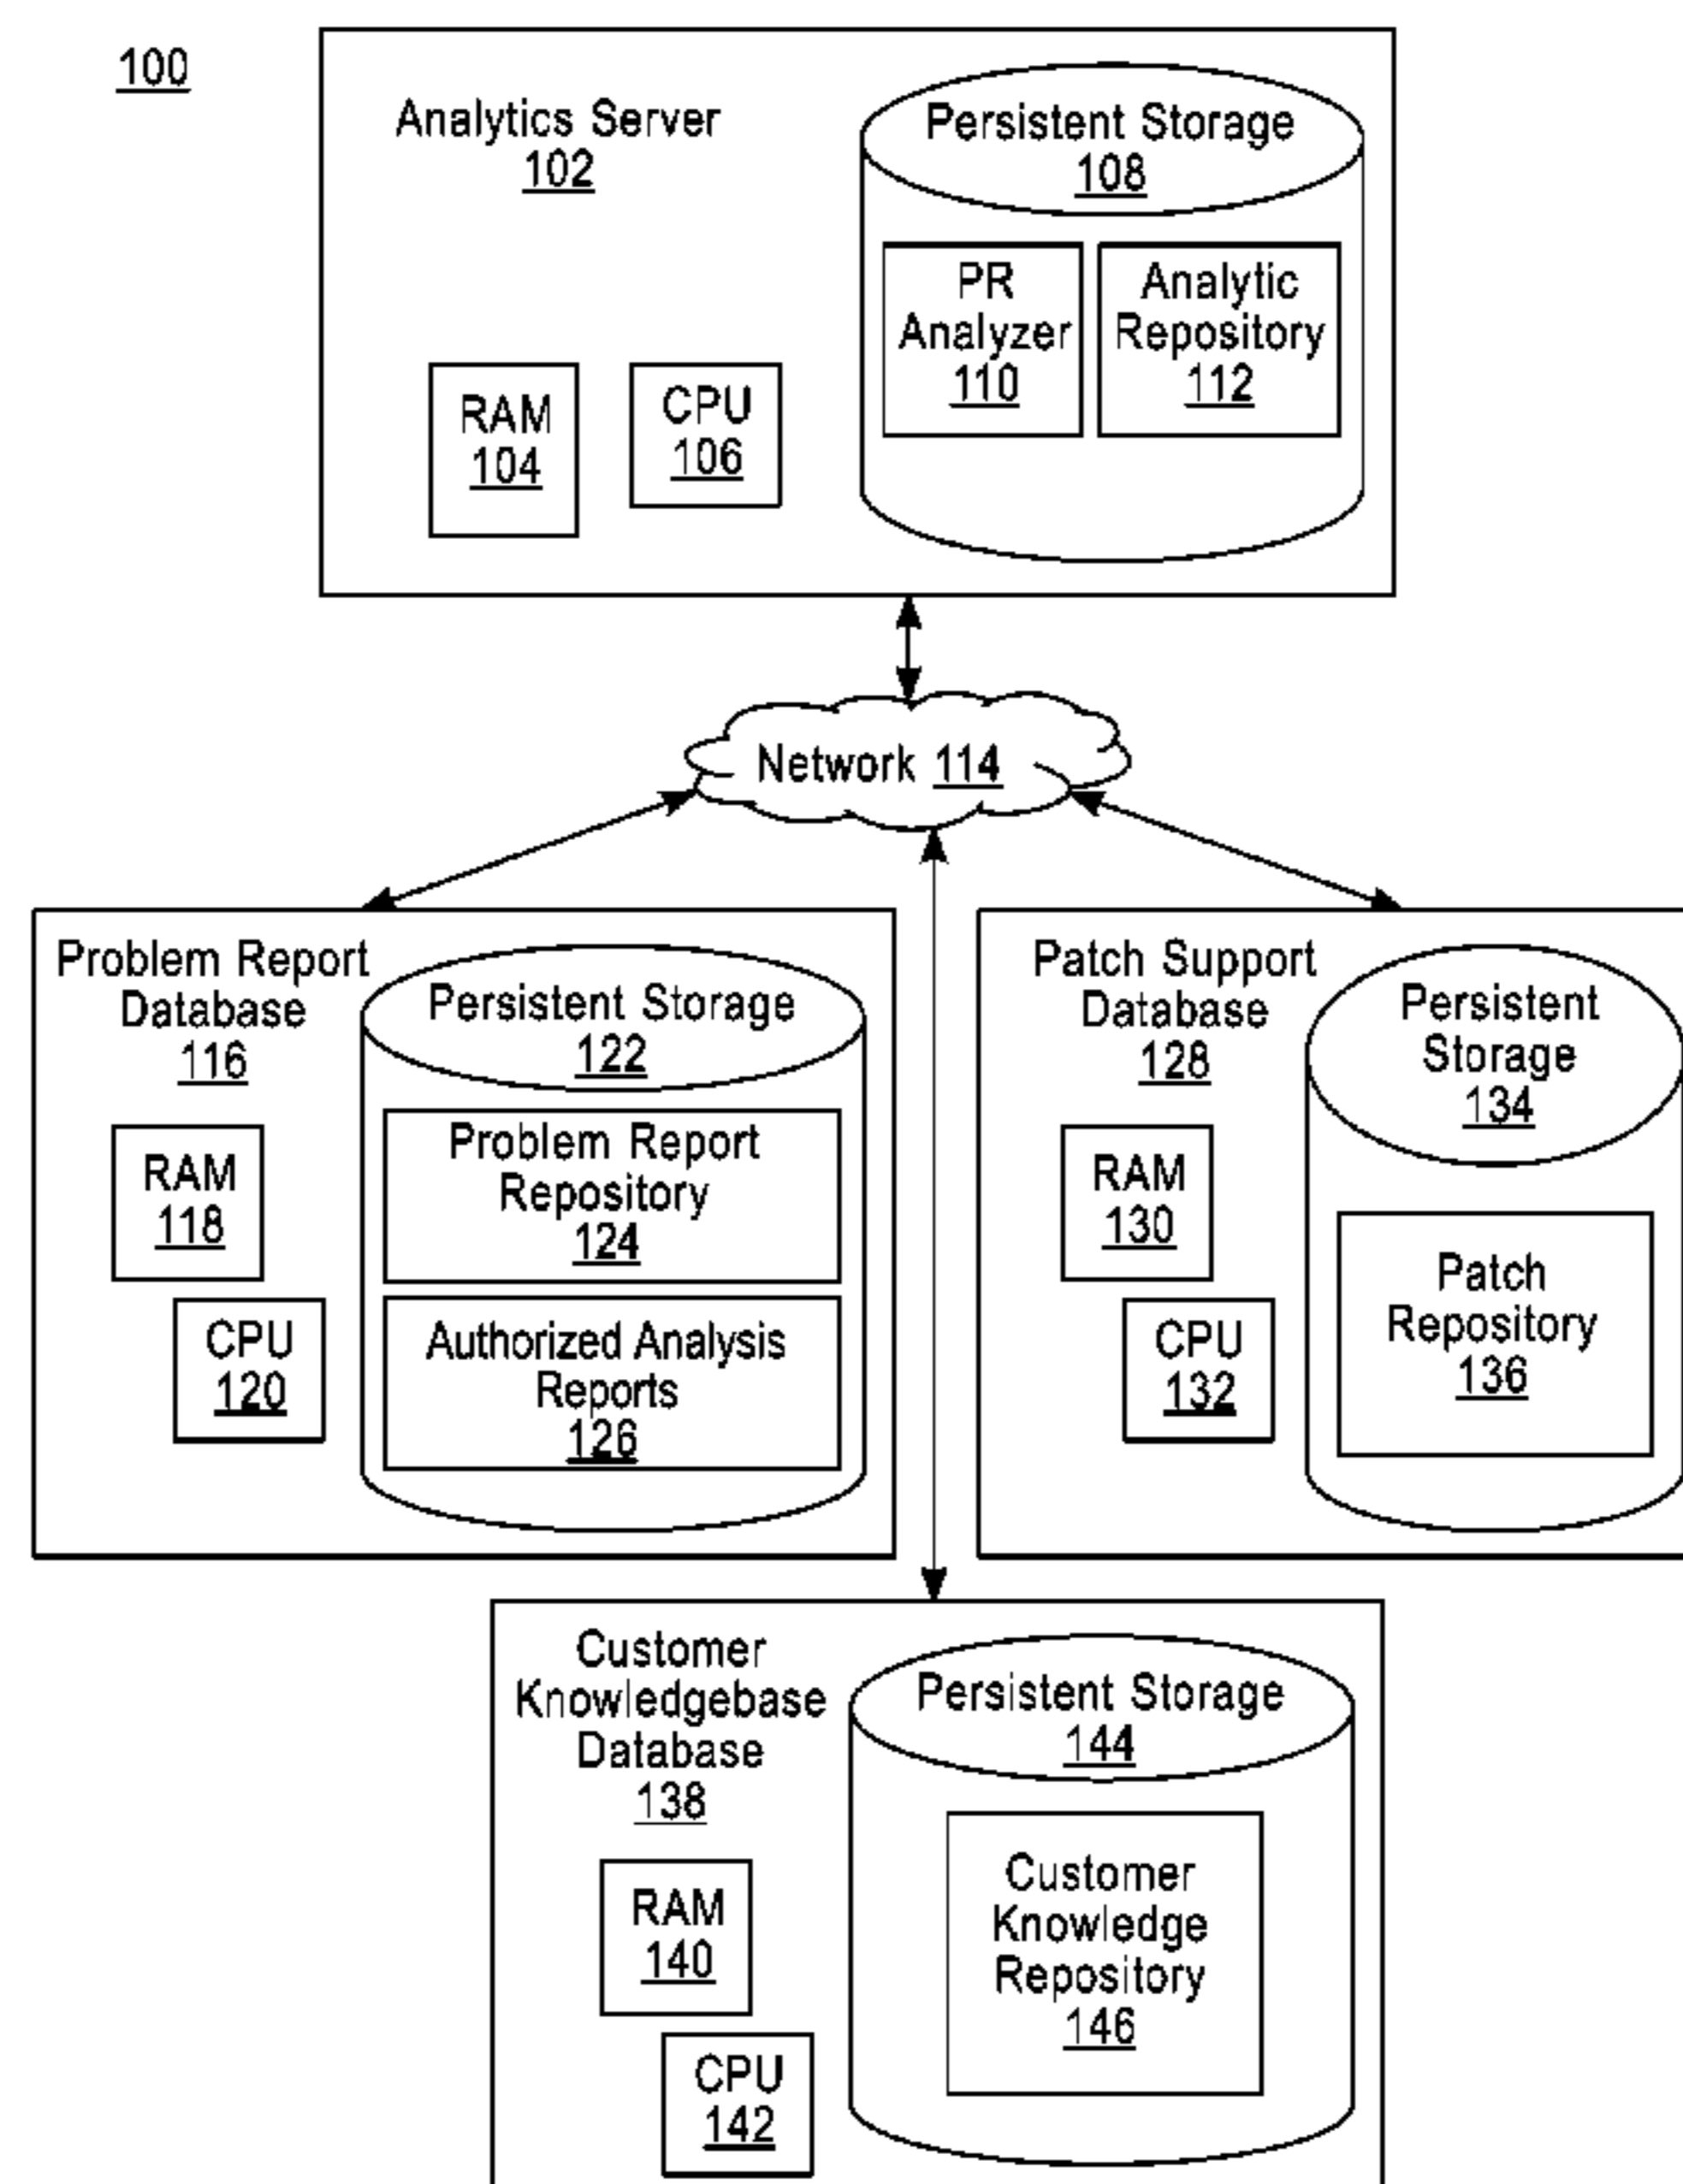 100
Analytics Server
102
Persistent Storage
108
PR
Analyzer
110
Analytic
Repository
112
RAM
104
CPU
106
Network 114
Problem Report
Database
116
Persistent Storage
122
RAM
118
CPU
120
Problem Report
Repository
124
Authorized Analysis
Reports
126
Patch Support
Database
128
Persistent
Storage
134
RAM
130
CPU
132
Patch
Repository
136
Customer
Knowledgebase
Database
138
Persistent Storage
144
RAM
140
CPU
142
Customer
Knowledge
Repository
146